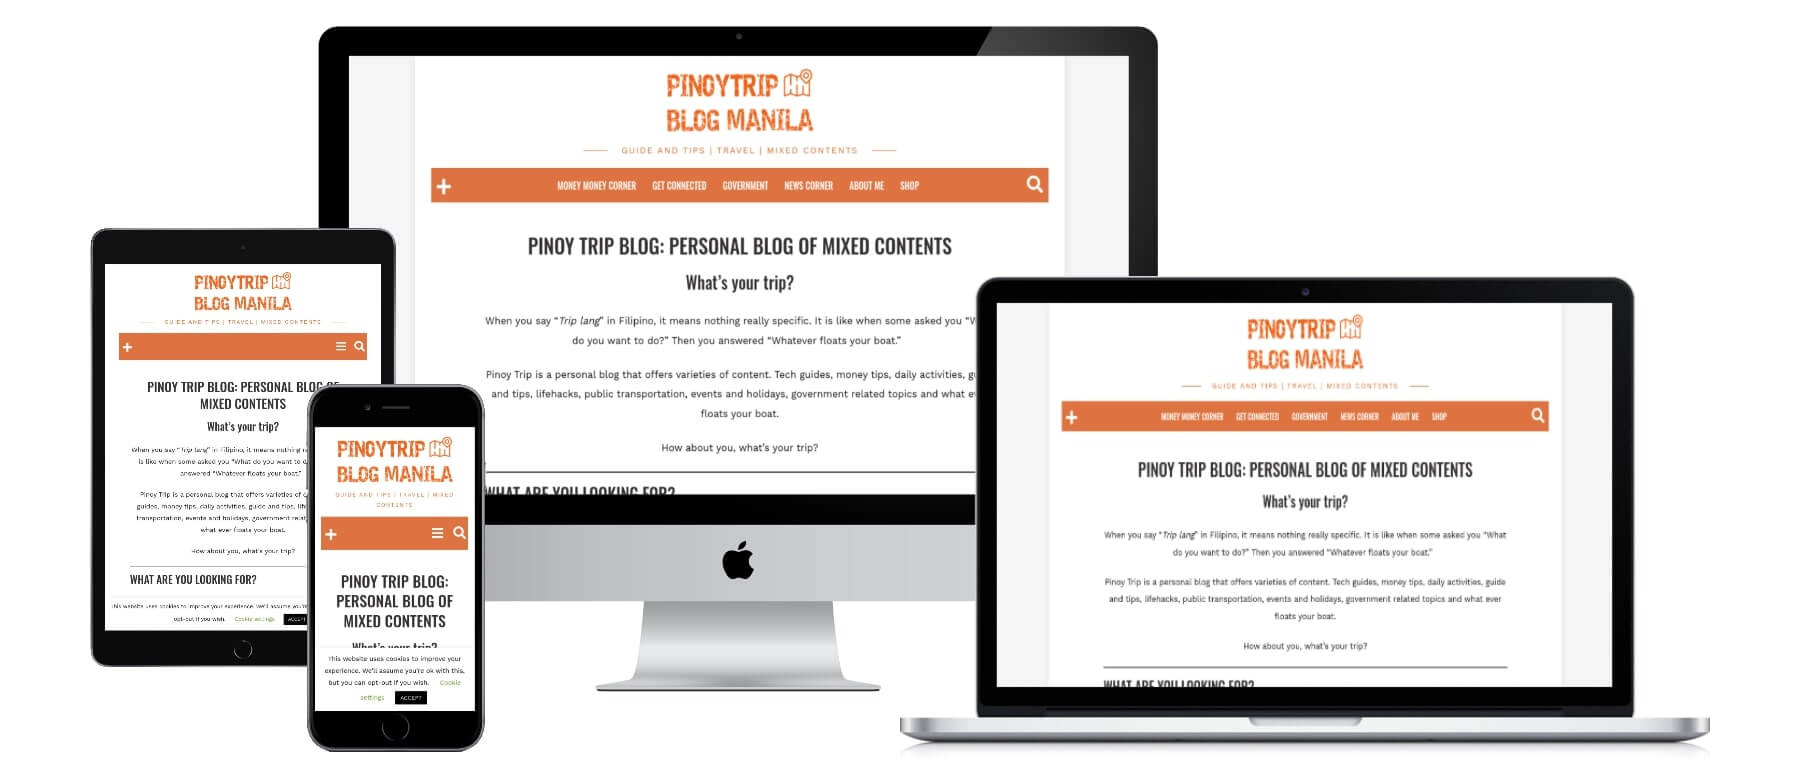 PINOYTRIP
BLOG MANILA
GUIDE AND TIPS | TRAVEL | MIXED CONTENTS
MONEY MONEY CORNER GET CONNECTED GOVERNMENT NEWS CORNER ABOUT ME SHOP
PINOY TRIP BLOG: PERSONAL BLOG OF MIXED CONTENTS
What's your trip?
When you say “Trip lang” in Filipino, it means nothing really specific. It is like when some asked you
do you want to do?” Then you answered “Whatever floats your boat.”
Pinoy Trip is a personal blog that offers varieties of content. Tech guides, money tips, daily activities,
and tips, lifehacks, public transportation, events and holidays, government related topics and what
floats your boat.
How about you, what's your trip?
WHAT ARE YOU LOOKING FOR?
PINOYTRIP
BLOG MANILA
GUIDE AND TIPS | TRAVEL | MIXED CONTENTS
PINOY TRIP BLOG: PERSONAL BLOG OF
MIXED CONTENTS
What's your trip?
When you say “Trip lang” in Filipino, it means nothing
is like when some asked you “What do you want to
answered “Whatever floats your boat.”
Pinoy Trip is a personal blog that offers varieties of
guides, money tips, daily activities, guide and tips,
transportation, events and holidays, government
what ever floats your boat.
How about you, what's your trip?
WHAT ARE YOU LOOKING FOR?
This website uses cookies to improve your experience. We'll assume
opt-out if you wish. Cookie settings ACCEPT
PINOYTRIP
BLOG MANILA
GUIDE AND TIPS | TRAVEL | MIXED
CONTENTS
PINOY TRIP BLOG:
PERSONAL BLOG OF
MIXED CONTENTS
What's your trip?
This website uses cookies to improve your
experience. We'll assume you're ok with this,
but you can opt-out if you wish. Cookie
settings ACCEPT
PINOYTRIP
BLOG MANILA
GUIDE AND TIPS | TRAVEL | MIXED CONTENTS
MONEY MONEY CORNER GET CONNECTED GOVERNMENT NEWS CORNER ABOUT ME SHOP
PINOY TRIP BLOG: PERSONAL BLOG OF MIXED CONTENTS
What's your trip?
When you say “Trip lang” in Filipino, it means nothing really specific. It is like when some asked you “What
do you want to do?” Then you answered “Whatever floats your boat.”
Pinoy Trip is a personal blog that offers varieties of content. Tech guides, money tips, daily activities, guide
and tips, lifehacks, public transportation, events and holidays, government related topics and what ever
floats your boat.
How about you, what's your trip?
WHAT ARE YOU LOOKING FOR?